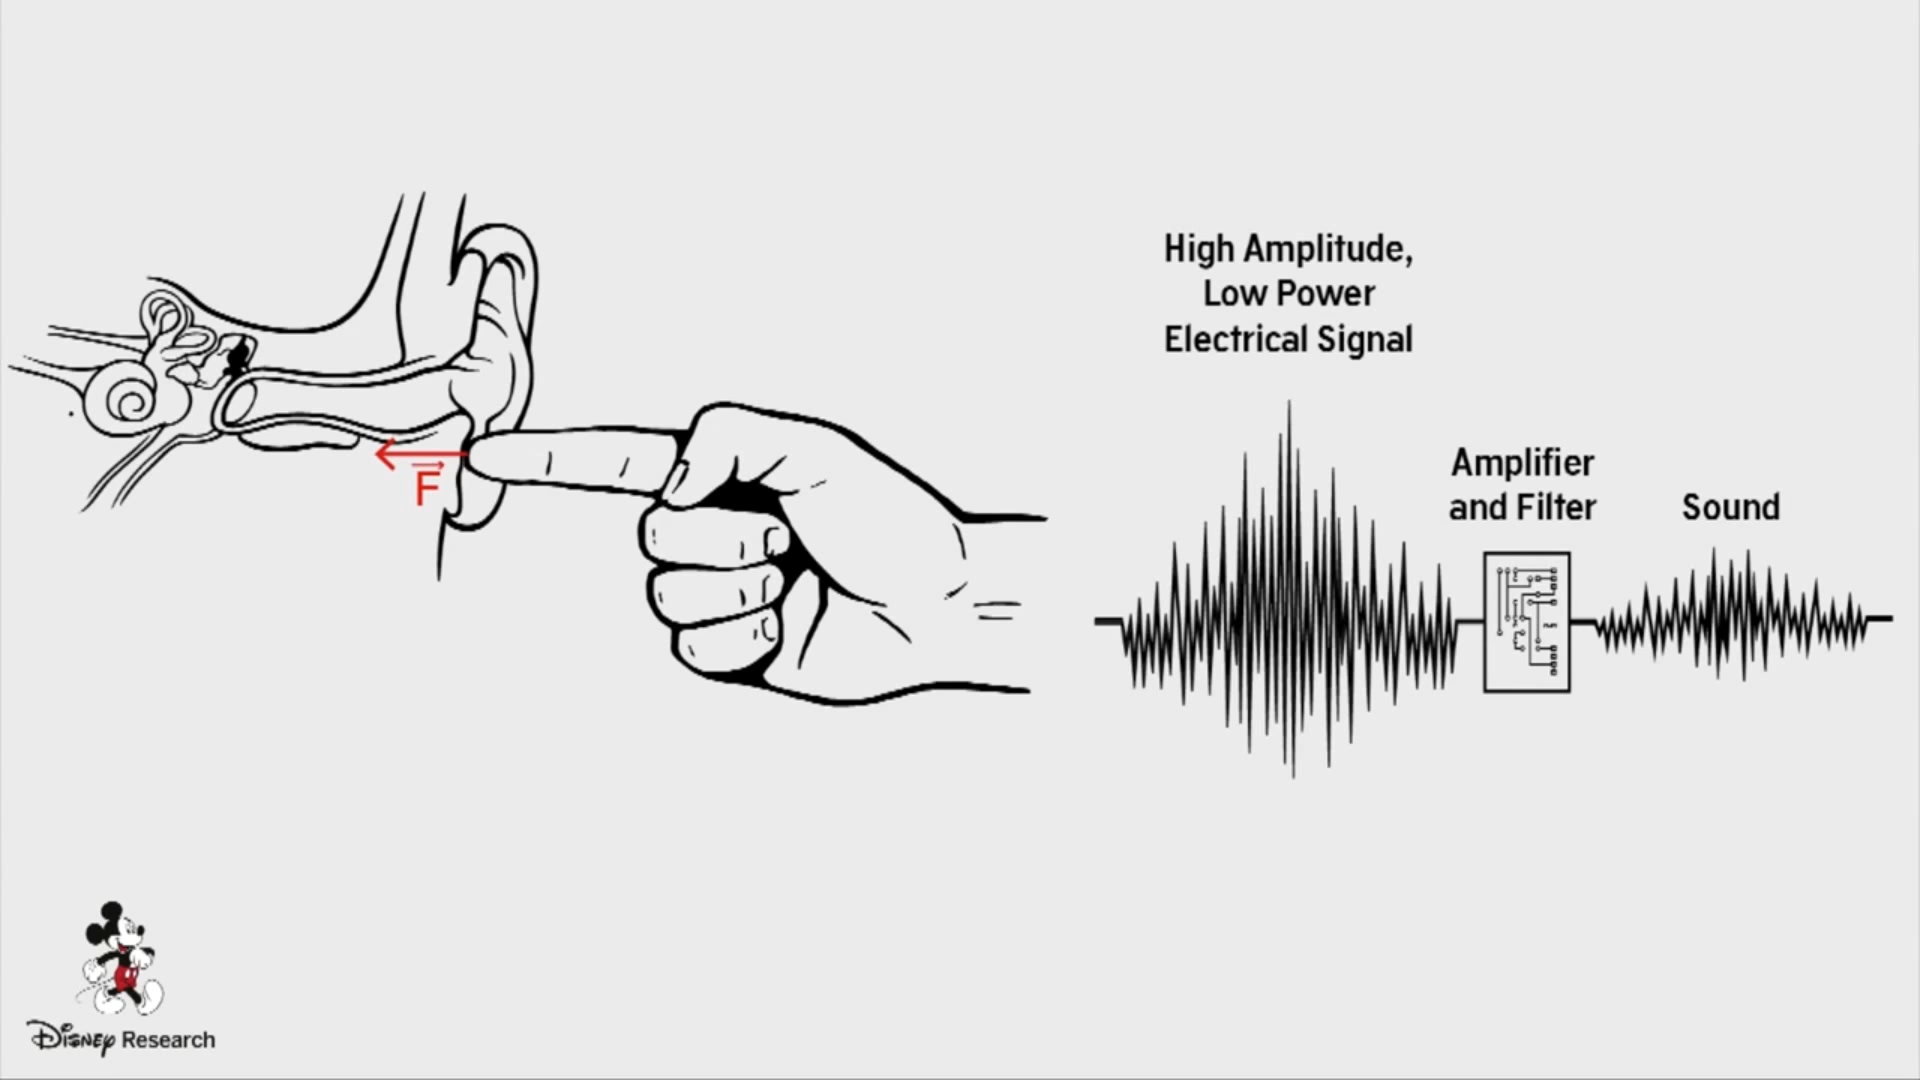 High Amplitude,
Low Power
Electrical Signal
Amplifier
and Filter
Sound
F
Disney Research